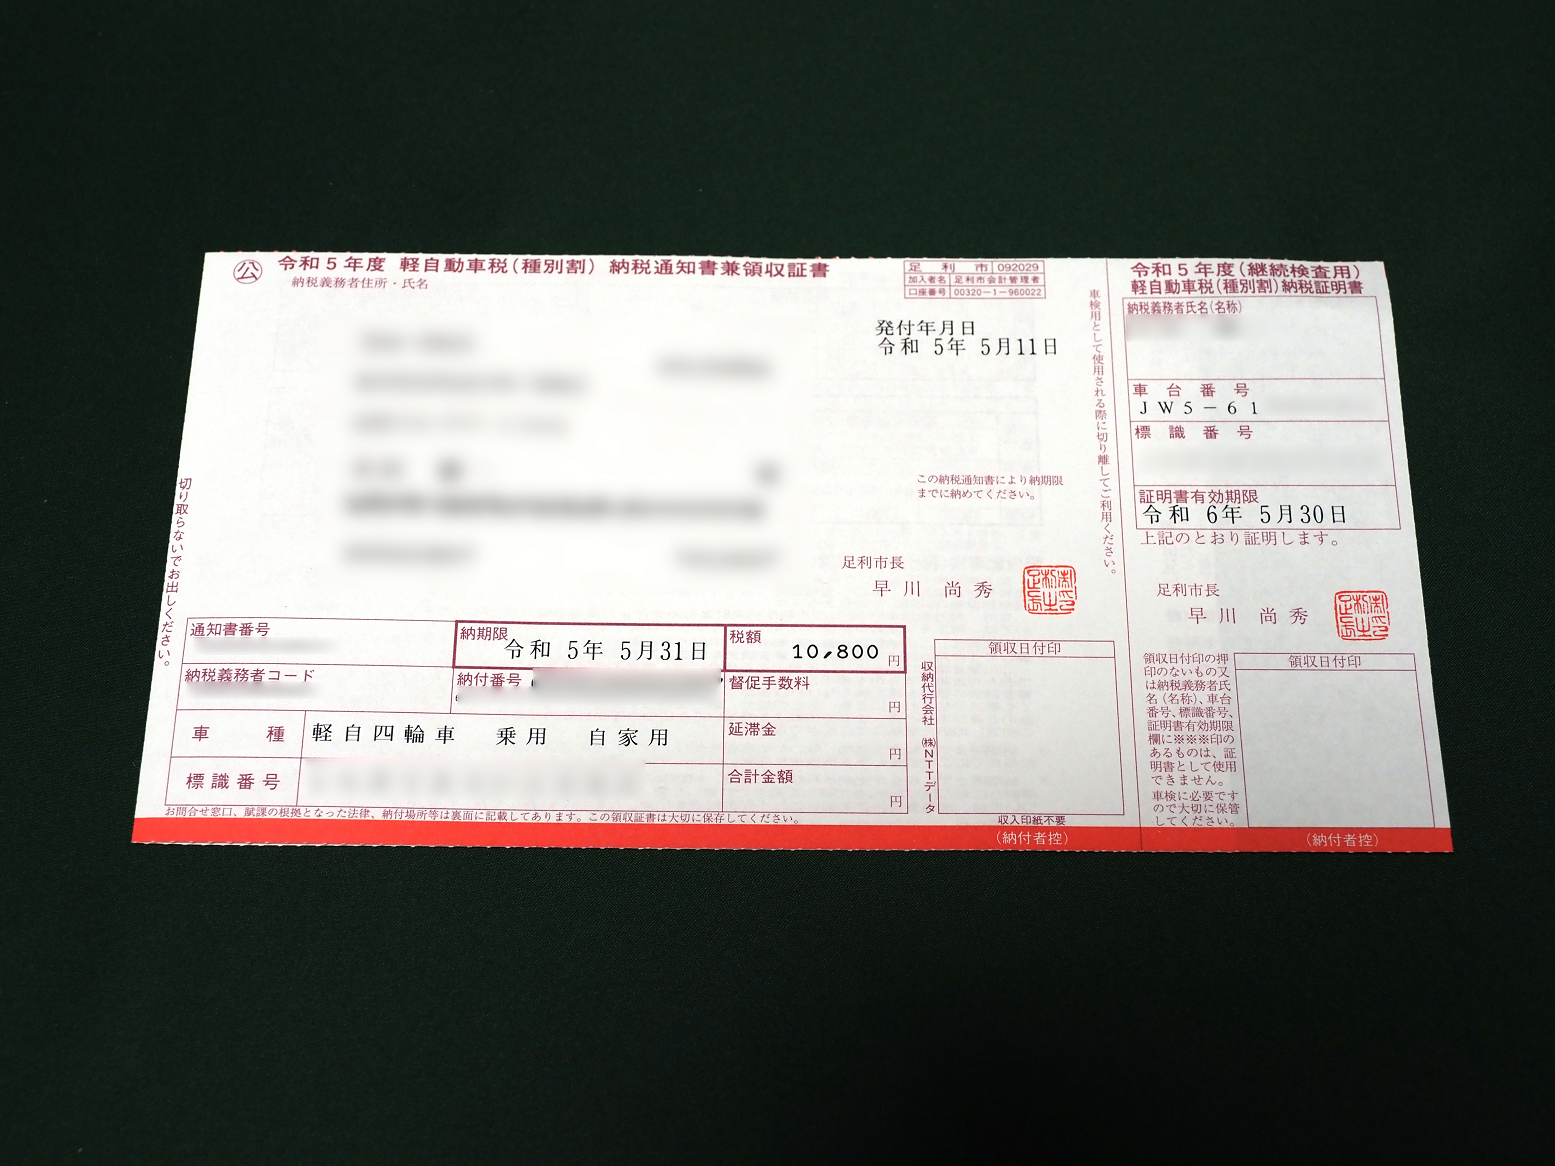 公
令和5年度 軽自動車税(種別割) 納税通知書兼領収証書
納税義務者住所・氏名
足利市 092029
加入者名 足利市会計管理者
口座番号 00320-1-960022
発付年月日
令和 5年 5月11日
この納税通知書により納期限
までに納めてください。
足利市長
早川 尚秀
切り取らないでお出しください。
通知書番号
納期限
令和 5年 5月31日
税額
10,800 円
納税義務者コード
納付番号
督促手数料
円
車種
軽自四輪車 乗用 自家用
延滞金
円
標識番号
合計金額
円
収納代行会社 ㈱NTTデータ
領収日付印
お問合せ窓口、賦課の根拠となった法律、納付場所等は裏面に記載してあります。この領収証書は大切に保存してください。
収入印紙不要
(納付者控)
車検用として使用される際に切り離してご利用ください。
令和5年度(継続検査用)
軽自動車税(種別割)納税証明書
納税義務者氏名(名称)
車台番号
JW5-61
標識番号
証明書有効期限
令和 6年 5月30日
上記のとおり証明します。
足利市長
早川 尚秀
領収日付印の押
印のないもの又
は納税義務者氏
名(名称)、車台
番号、標識番号、
証明書有効期限
欄に※※※印の
あるものは、証
明書として使用
できません。
車検に必要です
ので大切に保管
してください。
領収日付印
(納付者控)